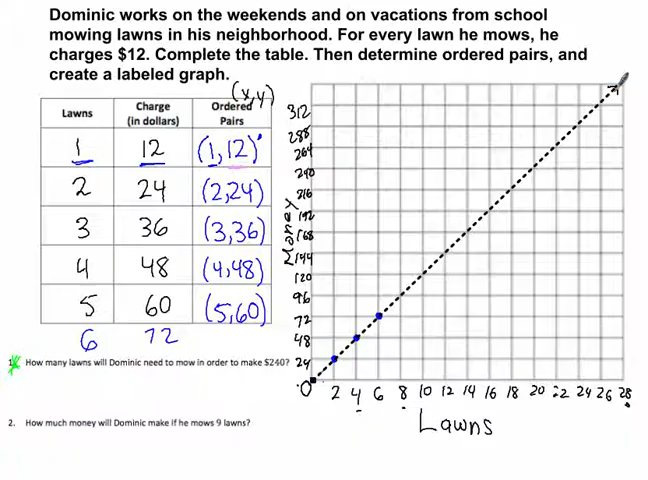 Dominic works on the weekends and on vacations from school
mowing lawns in his neighborhood. For every lawn he mows, he
charges $12. Complete the table. Then determine ordered pairs, and
create a labeled graph.
(x,y)
Lawns Charge (in dollars) Ordered Pairs
1 12 (1,12)
2 24 (2,24)
3 36 (3,36)
4 48 (4,48)
5 60 (5,60)
6 72
1. How many lawns will Dominic need to mow in order to make $240?
2. How much money will Dominic make if he mows 9 lawns?
Money
312
288
264
240
216
192
168
144
120
96
72
48
24
0 2 4 6 8 10 12 14 16 18 20 22 24 26 28
Lawns